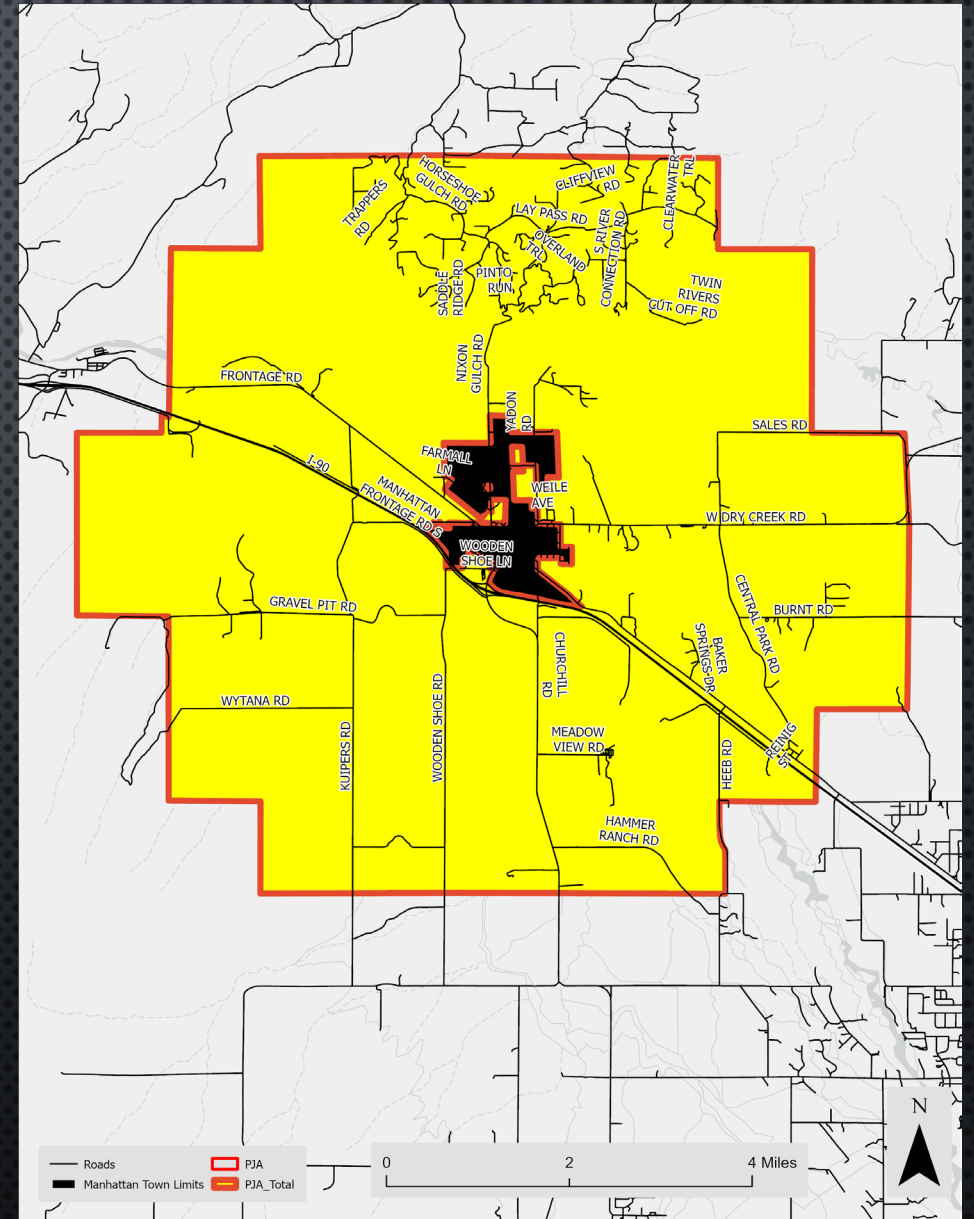 HORSESHOE
GULCH RD
TRAPPERS
RD
CLIFFVIEW
RD
CLEARWATER
TRL
LAY PASS RD
S RIVER
CONNECTION RD
OVERLAND
TRL
SADDLE
RIDGE RD
PINTO
RUN
TWIN
RIVERS
CUT OFF RD
NIXON
GULCH RD
FRONTAGE RD
YADON
RD
SALES RD
FARMALL
LN
I-90
MANHATTAN
FRONTAGE RD S
WEILE
AVE
W DRY CREEK RD
WOODEN
SHOE LN
GRAVEL PIT RD
CENTRAL PARK RD
BURNT RD
BAKER
SPRINGS DR
CHURCHILL
RD
WYTANA RD
KUIPERS RD
WOODEN SHOE RD
MEADOW
VIEW RD
HEEB RD
REINIG
ST
HAMMER
RANCH RD
N
Roads
PJA
Manhattan Town Limits
PJA_Total
0 2 4 Miles